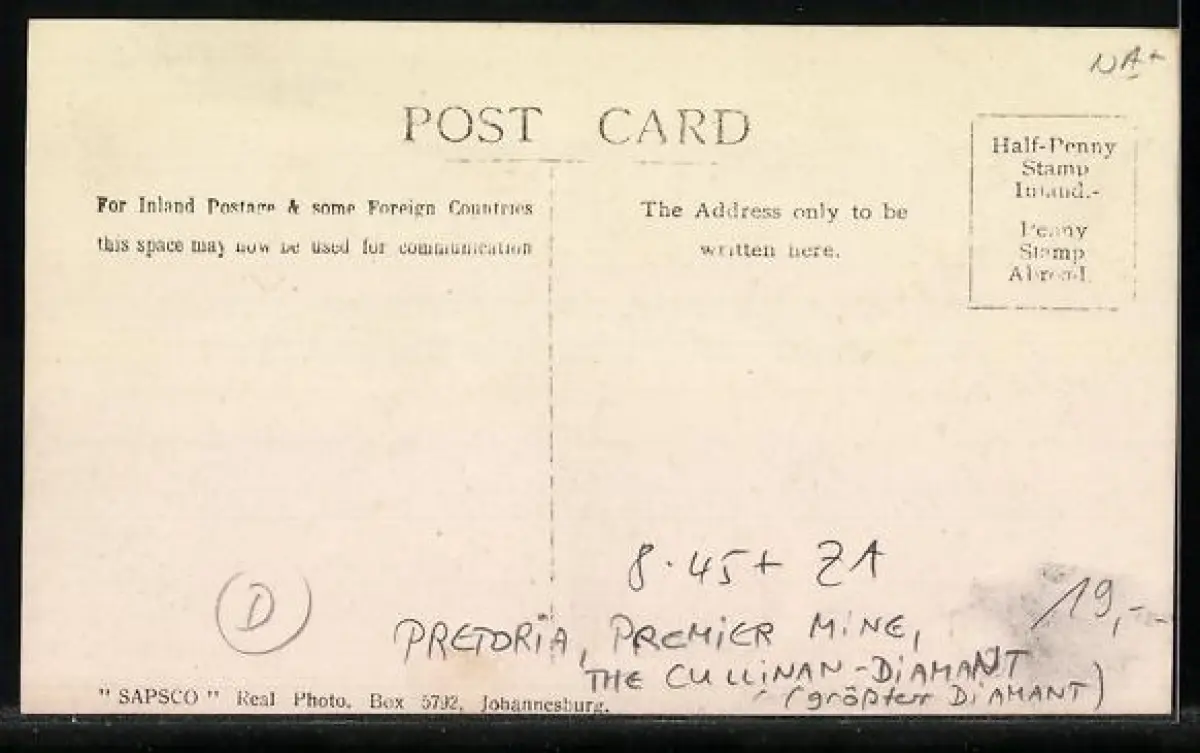 NA+
POST CARD
For Inland Postage & some Foreign Countries
this space may now be used for communication
The Address only to be
written here.
Half-Penny
Stamp
Inland.-
Penny
Stamp
Abroad.
8.45+ ZA
19,-
D
PRETORIA, PREMIER MINE,
THE CULLINAN-DIAMANT
(größter DIAMANT)
" SAPSCO " Real Photo. Box 5792, Johannesburg.